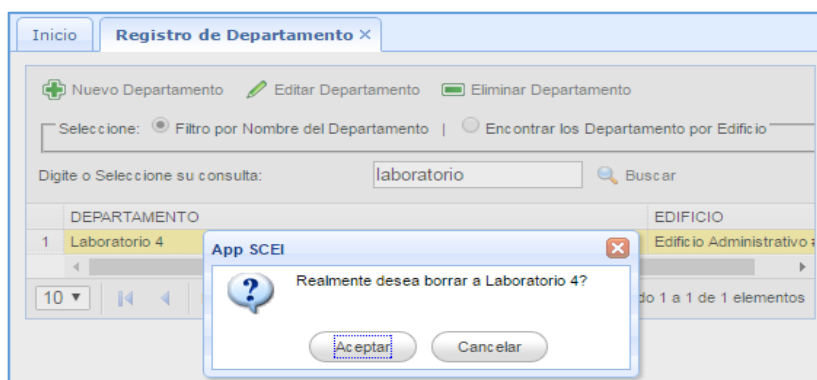 Inicio Registro de Departamento ×
Nuevo Departamento Editar Departamento Eliminar Departamento
Seleccione: Filtro por Nombre del Departamento | Encontrar los Departamento por Edificio
Digite o Seleccione su consulta: laboratorio Buscar
DEPARTAMENTO EDIFICIO
1 Laboratorio 4 Edificio Administrativo
App SCEI
Realmente desea borrar a Laboratorio 4?
10 1 a 1 de 1 elementos
Aceptar Cancelar